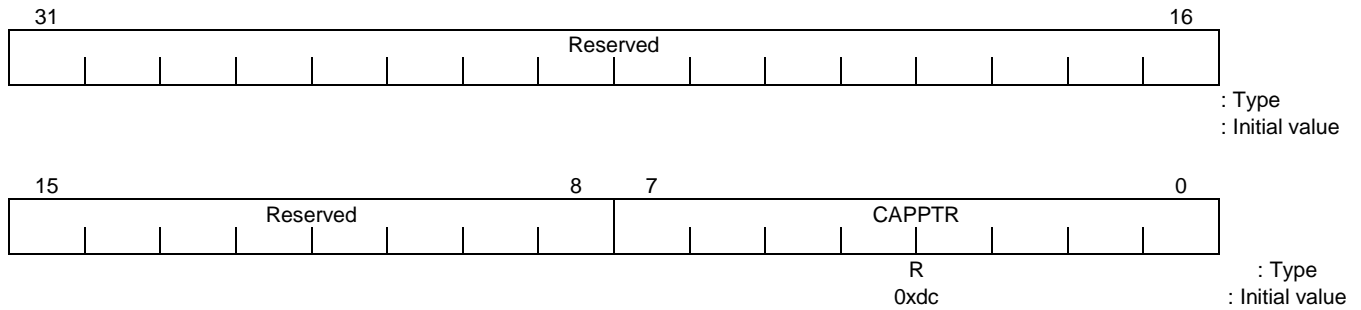 31 16
Reserved
: Type
: Initial value
15 8 7 0
Reserved CAPPTR
R : Type
0xdc : Initial value